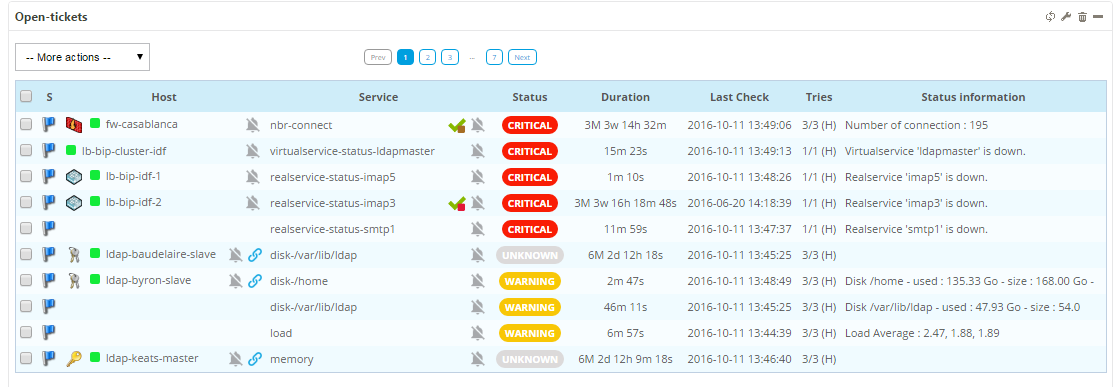 Open-tickets
-- More actions --
Prev 1 2 3 ... 7 Next
S Host Service Status Duration Last Check Tries Status information
fw-casablanca nbr-connect CRITICAL 3M 3w 14h 32m 2016-10-11 13:49:06 3/3 (H) Number of connection : 195
lb-bip-cluster-idf virtualservice-status-ldapmaster CRITICAL 15m 23s 2016-10-11 13:49:13 1/1 (H) Virtualservice 'ldapmaster' is down.
lb-bip-idf-1 realservice-status-imap5 CRITICAL 1m 10s 2016-10-11 13:48:26 1/1 (H) Realservice 'imap5' is down.
lb-bip-idf-2 realservice-status-imap3 CRITICAL 3M 3w 16h 18m 48s 2016-06-20 14:18:39 1/1 (H) Realservice 'imap3' is down.
realservice-status-smtp1 CRITICAL 11m 59s 2016-10-11 13:47:37 1/1 (H) Realservice 'smtp1' is down.
ldap-baudelaire-slave disk-/var/lib/ldap UNKNOWN 6M 2d 12h 18s 2016-10-11 13:45:25 3/3 (H)
ldap-byron-slave disk-/home WARNING 2m 47s 2016-10-11 13:48:49 3/3 (H) Disk /home - used : 135.33 Go - size : 168.00 Go -
disk-/var/lib/ldap WARNING 46m 11s 2016-10-11 13:45:25 3/3 (H) Disk /var/lib/ldap - used : 47.93 Go - size : 54.0
load WARNING 6m 57s 2016-10-11 13:44:39 3/3 (H) Load Average : 2.47, 1.88, 1.89
ldap-keats-master memory UNKNOWN 6M 2d 12h 9m 18s 2016-10-11 13:46:40 3/3 (H)